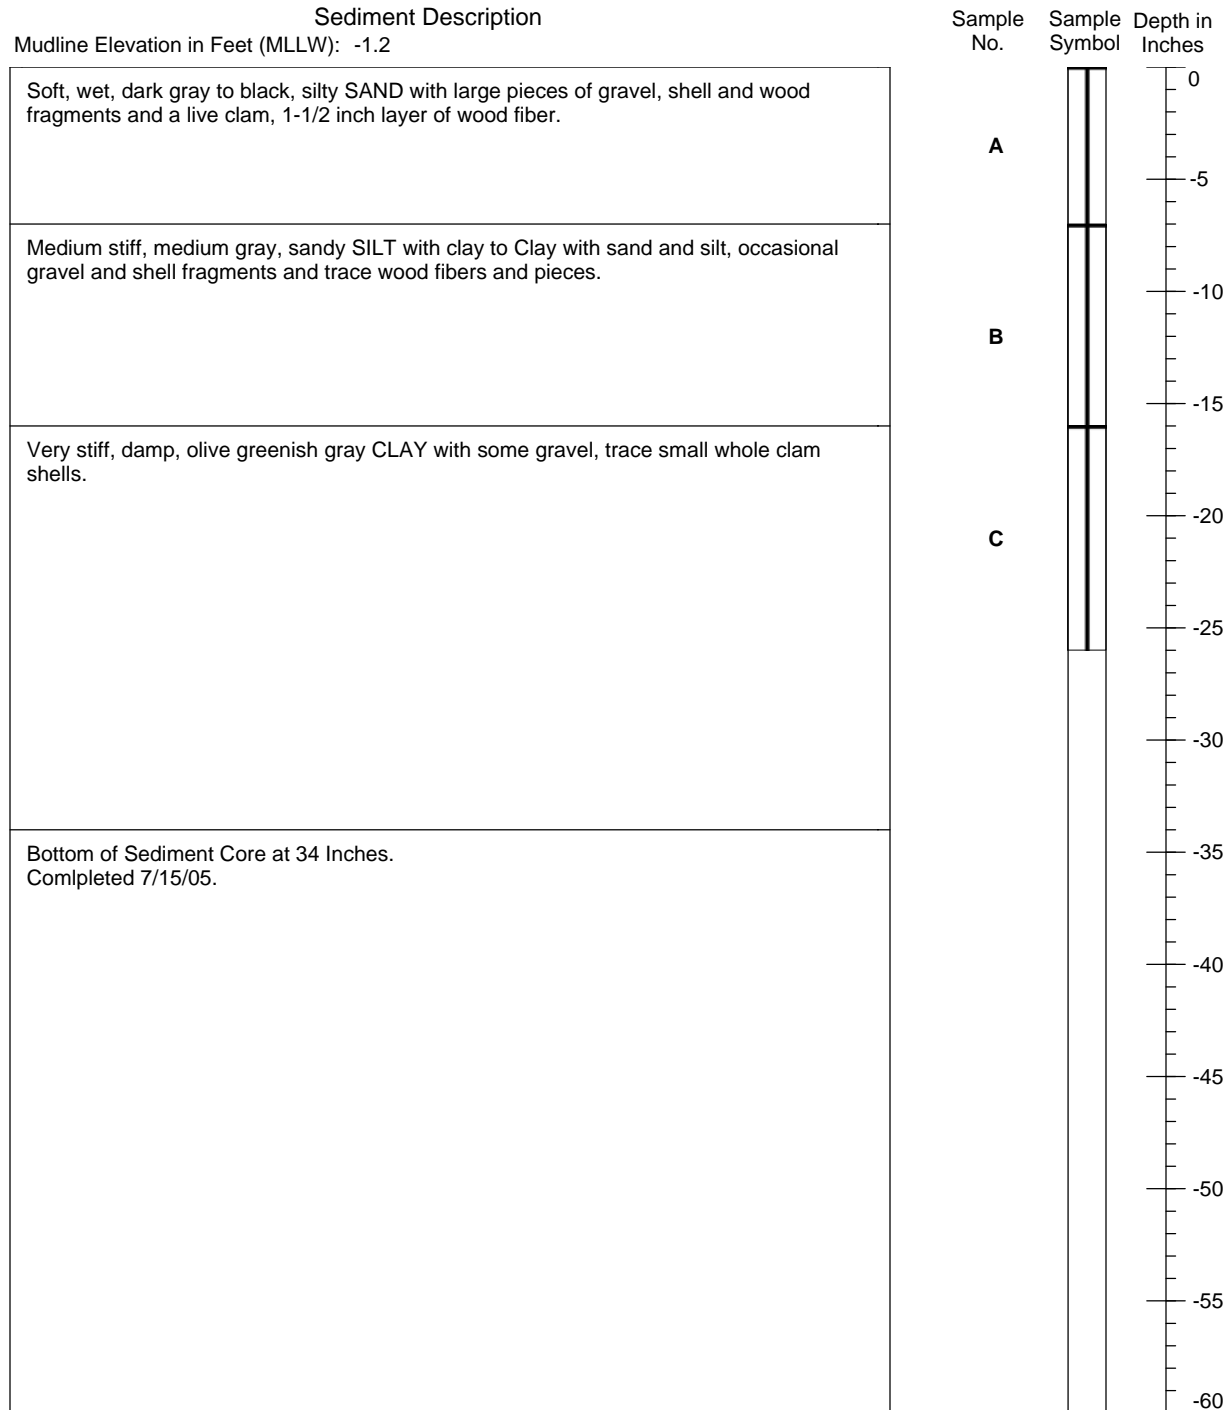 Sediment Description
Mudline Elevation in Feet (MLLW): -1.2
Sample No.
Sample Symbol
Depth in Inches
Soft, wet, dark gray to black, silty SAND with large pieces of gravel, shell and wood
fragments and a live clam, 1-1/2 inch layer of wood fiber.
Medium stiff, medium gray, sandy SILT with clay to Clay with sand and silt, occasional
gravel and shell fragments and trace wood fibers and pieces.
Very stiff, damp, olive greenish gray CLAY with some gravel, trace small whole clam
shells.
Bottom of Sediment Core at 34 Inches.
Comlpleted 7/15/05.
A
B
C
0
-5
-10
-15
-20
-25
-30
-35
-40
-45
-50
-55
-60